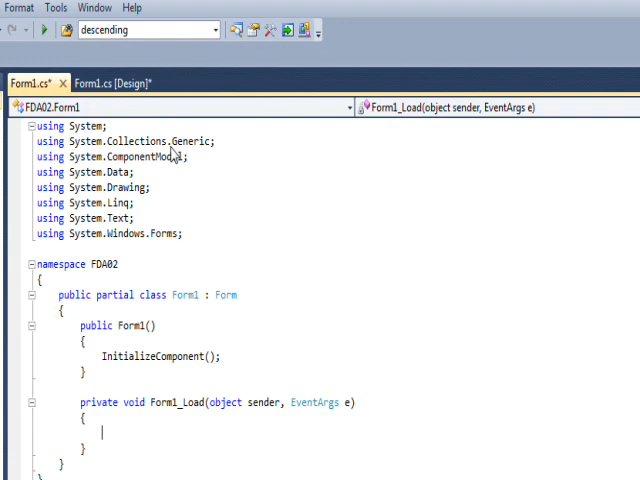 Format Tools Window Help
descending
Form1.cs* X Form1.cs [Design]*
FDA02.Form1 Form1_Load(object sender, EventArgs e)
using System;
using System.Collections.Generic;
using System.ComponentModel;
using System.Data;
using System.Drawing;
using System.Linq;
using System.Text;
using System.Windows.Forms;
namespace FDA02
{
public partial class Form1 : Form
{
public Form1()
{
InitializeComponent();
}
private void Form1_Load(object sender, EventArgs e)
{
}
}
}